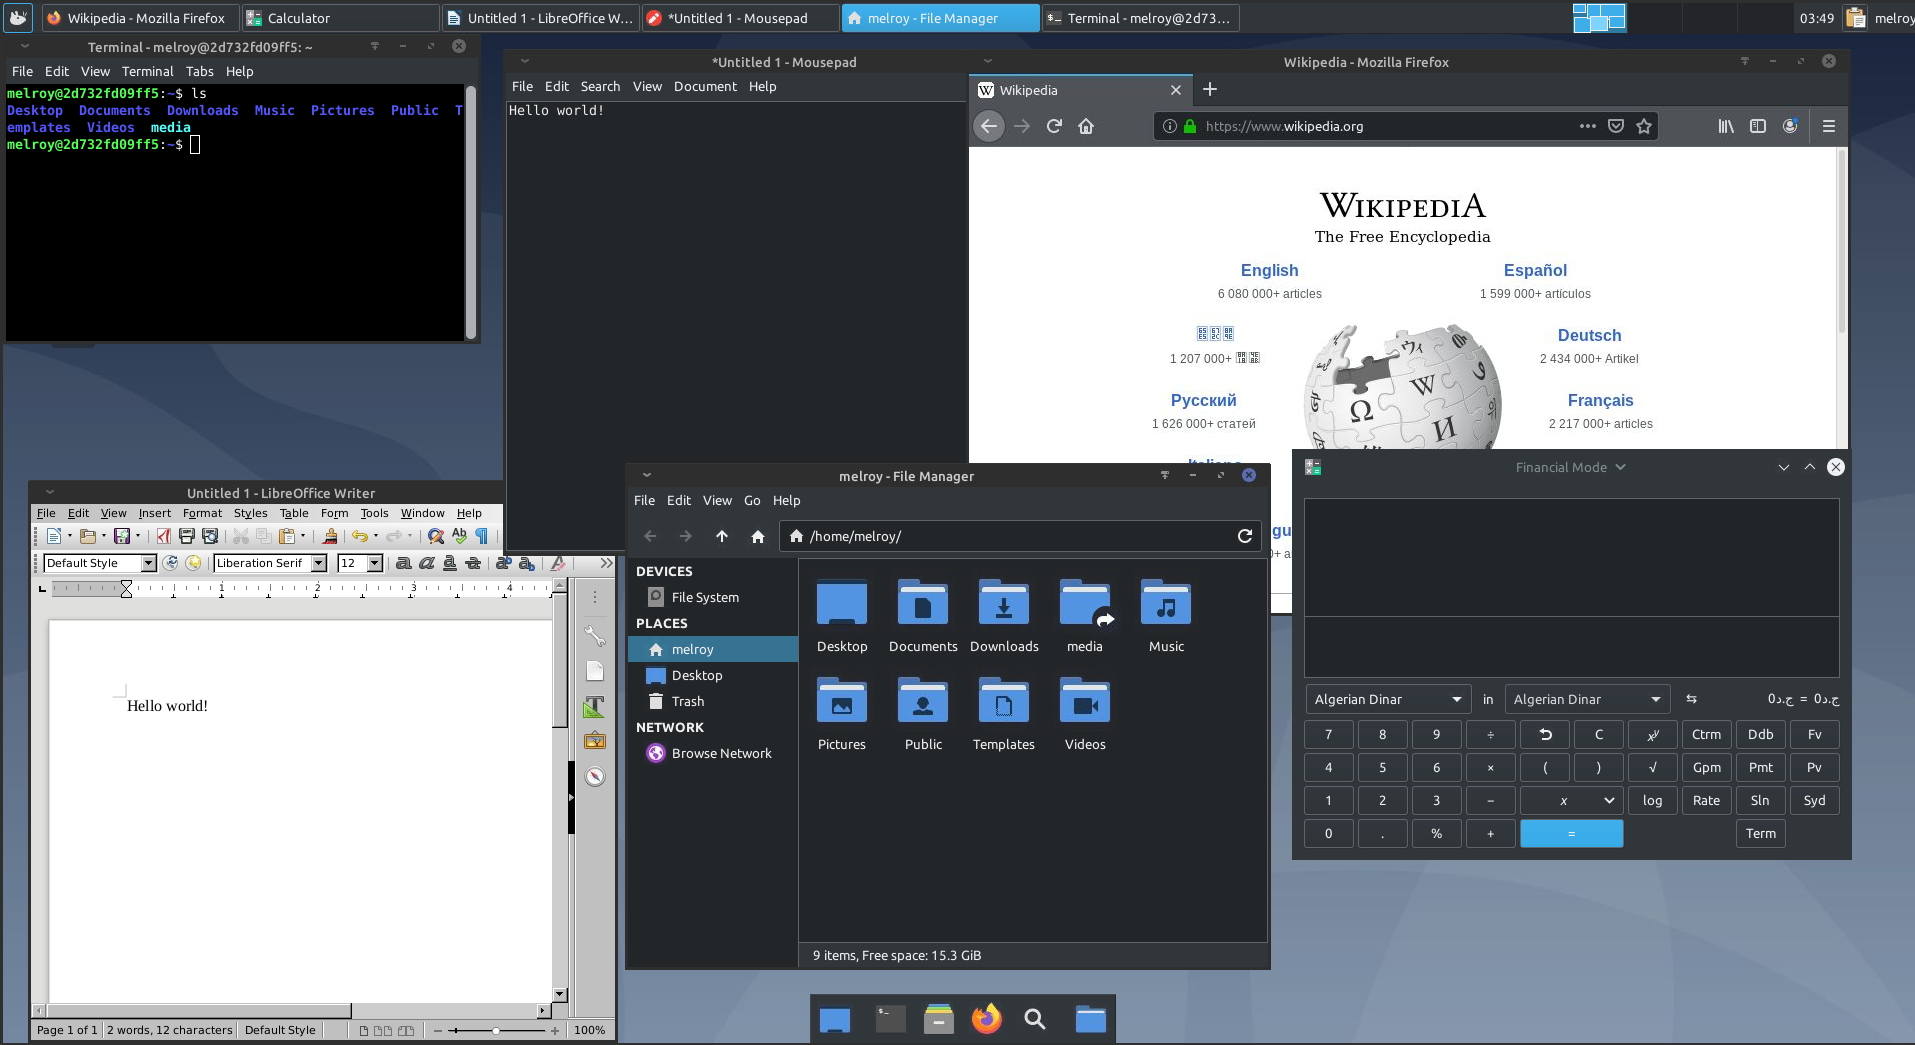 Wikipedia - Mozilla Firefox
Calculator
Untitled 1 - LibreOffice W...
*Untitled 1 - Mousepad
melroy - File Manager
Terminal - melroy@2d73...
03:49
melroy
Terminal - melroy@2d732fd09ff5: ~
File Edit View Terminal Tabs Help
melroy@2d732fd09ff5:~$ ls
Desktop Documents Downloads Music Pictures Public T
emplates Videos media
melroy@2d732fd09ff5:~$
*Untitled 1 - Mousepad
File Edit Search View Document Help
Hello world!
Wikipedia - Mozilla Firefox
Wikipedia
https://www.wikipedia.org
WIKIPEDIA
The Free Encyclopedia
English
6 080 000+ articles
Español
1 599 000+ artículos
1 207 000+
Deutsch
2 434 000+ Artikel
Русский
1 626 000+ статей
Français
2 217 000+ articles
Untitled 1 - LibreOffice Writer
File Edit View Insert Format Styles Table Form Tools Window Help
Default Style
Liberation Serif
12
1 2 3 4
Hello world!
Page 1 of 1
2 words, 12 characters
Default Style
100%
melroy - File Manager
File Edit View Go Help
/home/melroy/
DEVICES
File System
PLACES
melroy
Desktop
Trash
NETWORK
Browse Network
Desktop Documents Downloads media Music
Pictures Public Templates Videos
9 items, Free space: 15.3 GiB
Financial Mode
Algerian Dinar in Algerian Dinar
د.ج0 = د.ج0
7 8 9 ÷ C xʸ Ctrm Ddb Fv
4 5 6 × ( ) √ Gpm Pmt Pv
1 2 3 − x log Rate Sln Syd
0 . % + = Term